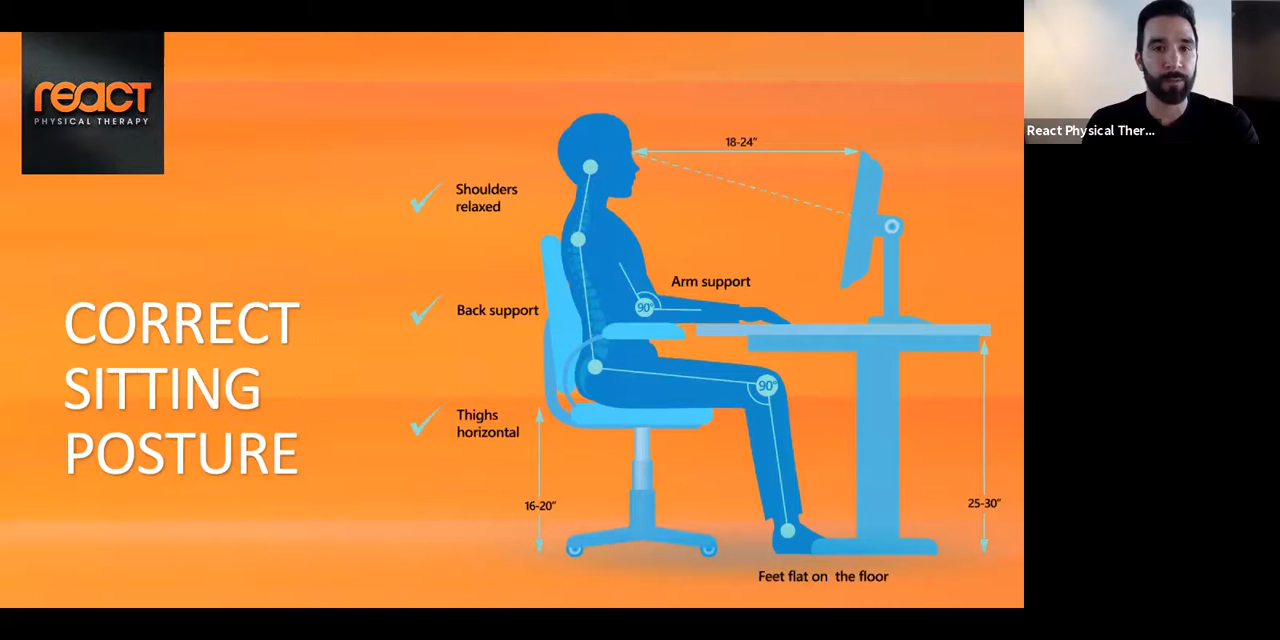 react
PHYSICAL THERAPY
React Physical Ther...
18-24”
Shoulders
relaxed
Arm support
90°
Back support
CORRECT
SITTING
POSTURE
90°
Thighs
horizontal
16-20”
25-30”
Feet flat on the floor